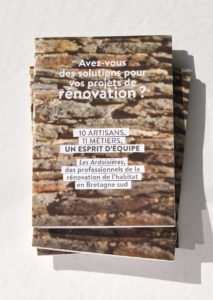 Avez-vous
des solutions pour
vos projets de
rénovation ?
10 ARTISANS,
11 MÉTIERS,
UN ESPRIT D'ÉQUIPE
Les Ardoisières,
des professionnels de la
rénovation de l'habitat
en Bretagne sud